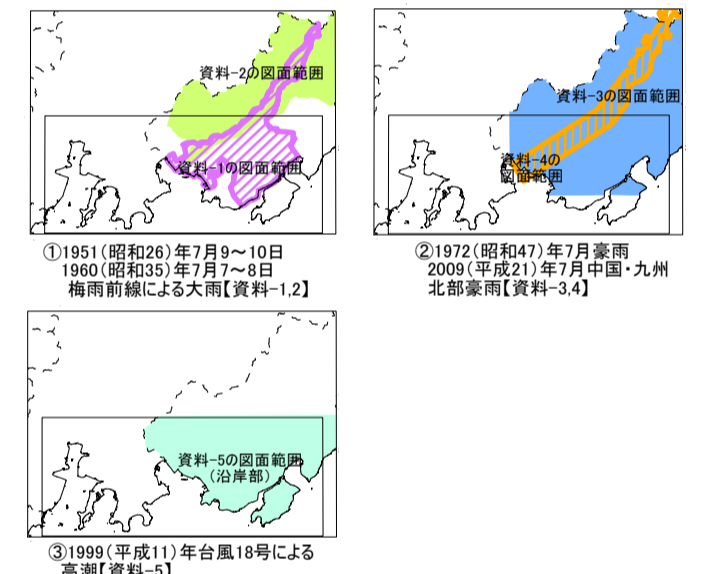 資料-2の図面範囲
資料-1の図面範囲
①1951(昭和26)年7月9~10日
1960(昭和35)年7月7~8日
梅雨前線による大雨【資料-1,2】
資料-3の図面範囲
資料-4の
図面範囲
②1972(昭和47)年7月豪雨
2009(平成21)年7月中国・九州
北部豪雨【資料-3,4】
資料-5の図面範囲
(沿岸部)
③1999(平成11)年台風18号による
高潮【資料-5】